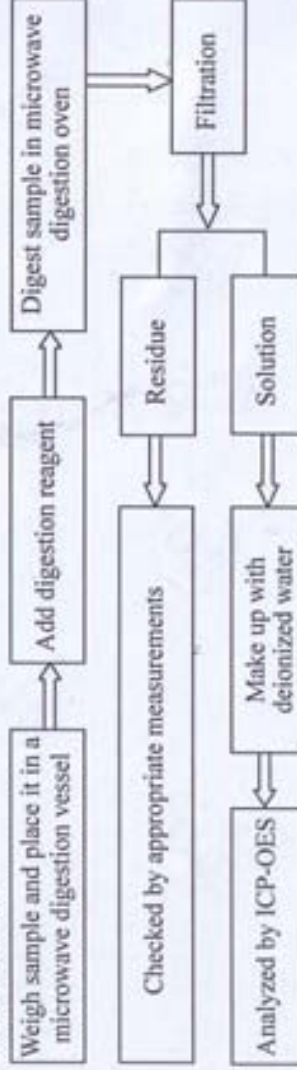 Weigh sample and place it in a
microwave digestion vessel
Add digestion reagent
Digest sample in microwave
digestion oven
Filtration
Residue
Checked by appropriate measurements
Solution
Make up with
deionized water
Analyzed by ICP-OES